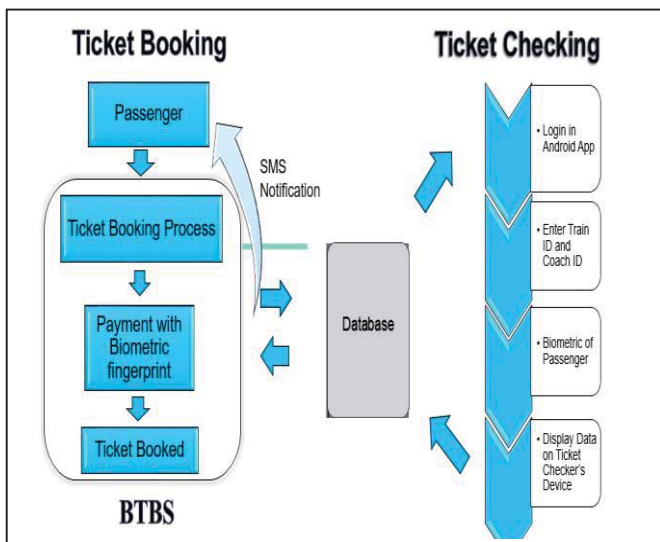 Ticket Booking
Passenger
SMS
Notification
Ticket Booking Process
Payment with
Biometric
fingerprint
Ticket Booked
BTBS
Database
Ticket Checking
• Login in
Android App
• Enter Train
ID and
Coach ID
• Biometric of
Passenger
• Display Data
on Ticket
Checker's
Device